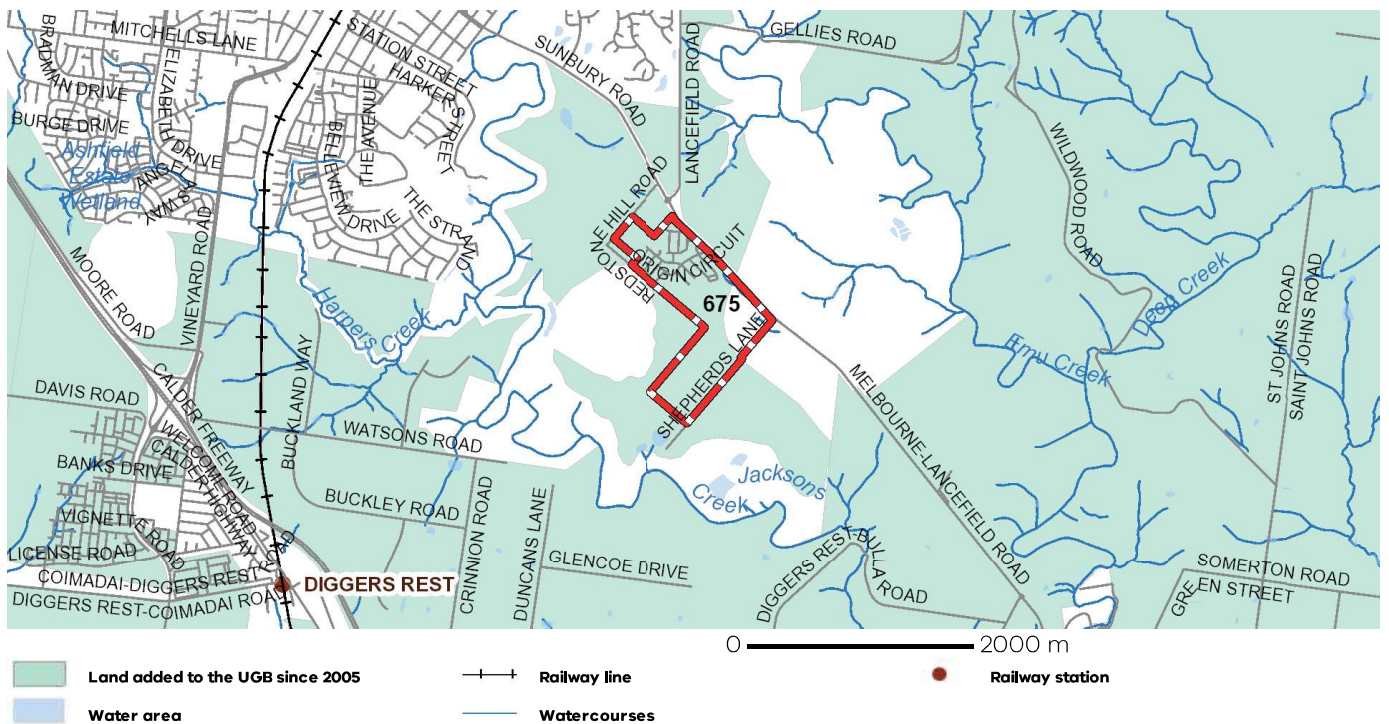 MITCHELLS LANE
BRADMAN DRIVE
ELIZABETH DRIVE
STATION STREET
HARKER STREET
THE AVENUE
SUNBURY ROAD
LANCEFIELD ROAD
GELLIES ROAD
BURGE DRIVE
Ashfield
Estate
Wetland
ANGELAS
WAY
BELLEVIEW DRIVE
THE STRAND
WILDWOOD ROAD
MOORE ROAD
VINEYARD ROAD
Harpers Creek
REDSTONE HILL ROAD
ORIGIN CIRCUIT
675
SHEPHERDS LANE
Deep Creek
Emu Creek
ST JOHNS ROAD
SAINT JOHNS ROAD
MELBOURNE-LANCEFIELD ROAD
DAVIS ROAD
CALDER FREEWAY
BUCKLAND WAY
WATSONS ROAD
WELCOME ROAD
CALDER HIGHWAY
BANKS DRIVE
VIGNETTE ROAD
BUCKLEY ROAD
CRINNION ROAD
DUNCANS LANE
Jacksons
Creek
LICENSE ROAD
COIMADAI-DIGGERS REST ROAD
DIGGERS REST-COIMADAI ROAD
DIGGERS REST
GLENCOE DRIVE
DIGGERS REST-BULLA ROAD
SOMERTON ROAD
GREEN STREET
0 2000 m
Land added to the UGB since 2005
Railway line
Railway station
Water area
Watercourses